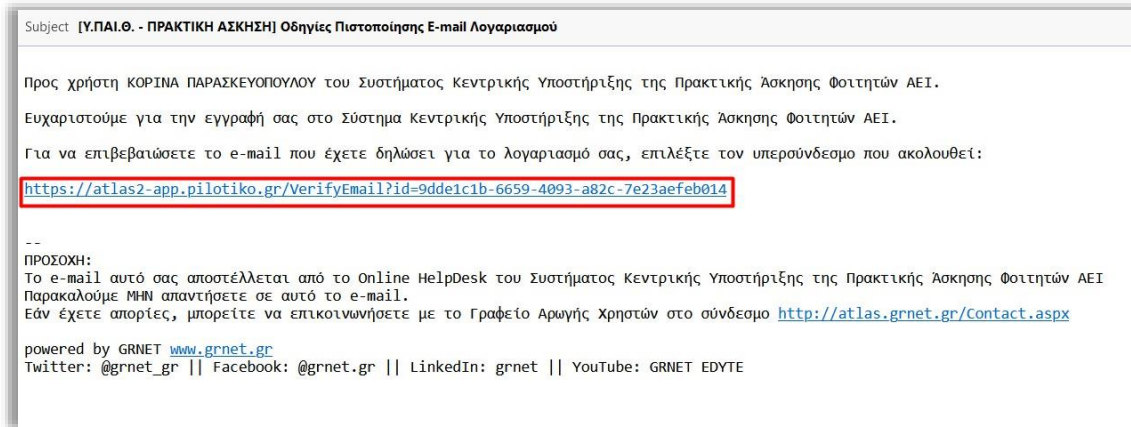 Subject [Υ.ΠΑΙ.Θ. - ΠΡΑΚΤΙΚΗ ΑΣΚΗΣΗ] Οδηγίες Πιστοποίησης E-mail Λογαριασμού
Προς χρήστη ΚΟΡΙΝΑ ΠΑΡΑΣΚΕΥΟΠΟΥΛΟΥ του Συστήματος Κεντρικής Υποστήριξης της Πρακτικής Άσκησης Φοιτητών ΑΕΙ.
Ευχαριστούμε για την εγγραφή σας στο Σύστημα Κεντρικής Υποστήριξης της Πρακτικής Άσκησης Φοιτητών ΑΕΙ.
Για να επιβεβαιώσετε το e-mail που έχετε δηλώσει για το λογαριασμό σας, επιλέξτε τον υπερσύνδεσμο που ακολουθεί:
https://atlas2-app.pilotiko.gr/VerifyEmail?id=9dde1c1b-6659-4093-a82c-7e23aefeb014
--
ΠΡΟΣΟΧΗ:
Το e-mail αυτό σας αποστέλλεται από το Online HelpDesk του Συστήματος Κεντρικής Υποστήριξης της Πρακτικής Άσκησης Φοιτητών ΑΕΙ
Παρακαλούμε ΜΗΝ απαντήσετε σε αυτό το e-mail.
Εάν έχετε απορίες, μπορείτε να επικοινωνήσετε με το Γραφείο Αρωγής Χρηστών στο σύνδεσμο http://atlas.grnet.gr/Contact.aspx
powered by GRNET www.grnet.gr
Twitter: @grnet_gr || Facebook: @grnet.gr || LinkedIn: grnet || YouTube: GRNET EDYTE